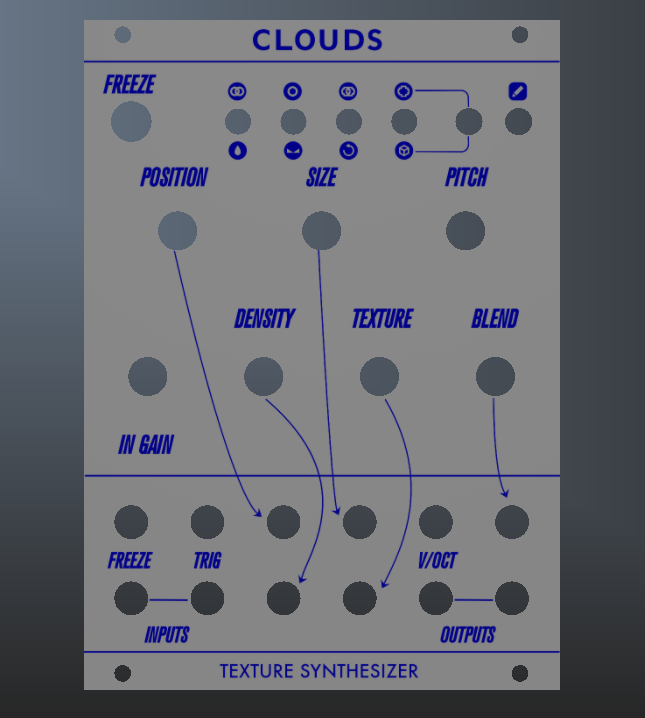 CLOUDS
FREEZE
POSITION SIZE PITCH
DENSITY TEXTURE BLEND
IN GAIN
FREEZE TRIG V/OCT
INPUTS OUTPUTS
TEXTURE SYNTHESIZER